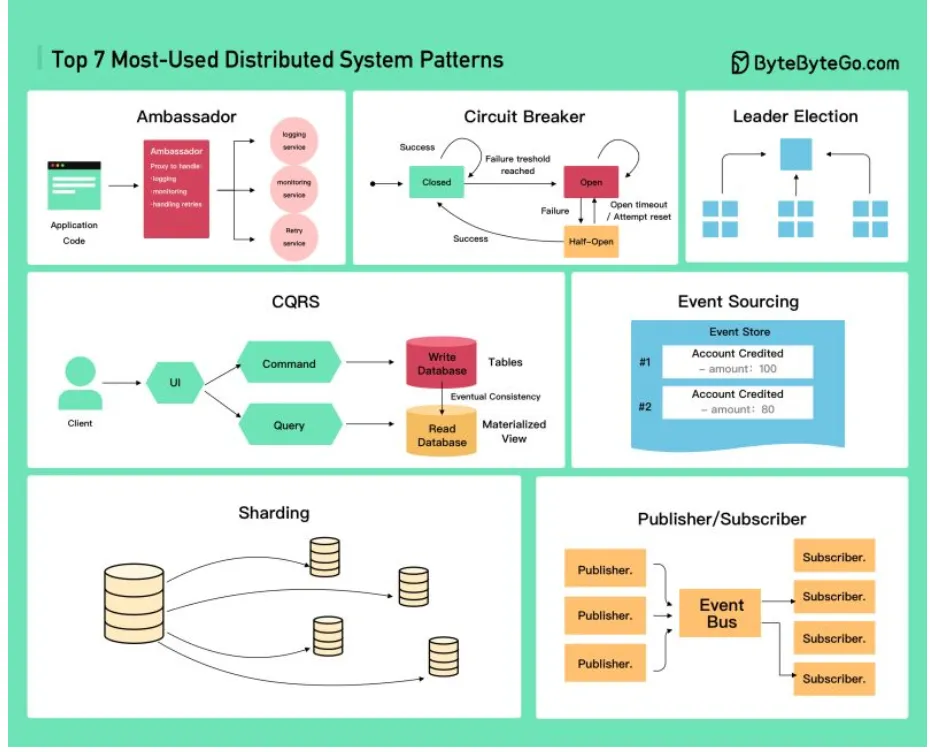 Top 7 Most-Used Distributed System Patterns
ByteByteGo.com
Ambassador
Application
Code
Ambassador
Proxy to handle:
·logging
·monitoring
·handling retries
logging
service
monitoring
service
Retry
service
Circuit Breaker
Success
Closed
Failure treshold
reached
Open
Failure
Open timeout
/ Attempt reset
Success
Half-Open
Leader Election
CQRS
Client
UI
Command
Query
Write
Database
Tables
Eventual Consistency
Read
Database
Materialized
View
Event Sourcing
Event Store
#1
Account Credited
- amount: 100
#2
Account Credited
- amount: 80
Sharding
Publisher/Subscriber
Publisher.
Publisher.
Publisher.
Event
Bus
Subscriber.
Subscriber.
Subscriber.
Subscriber.